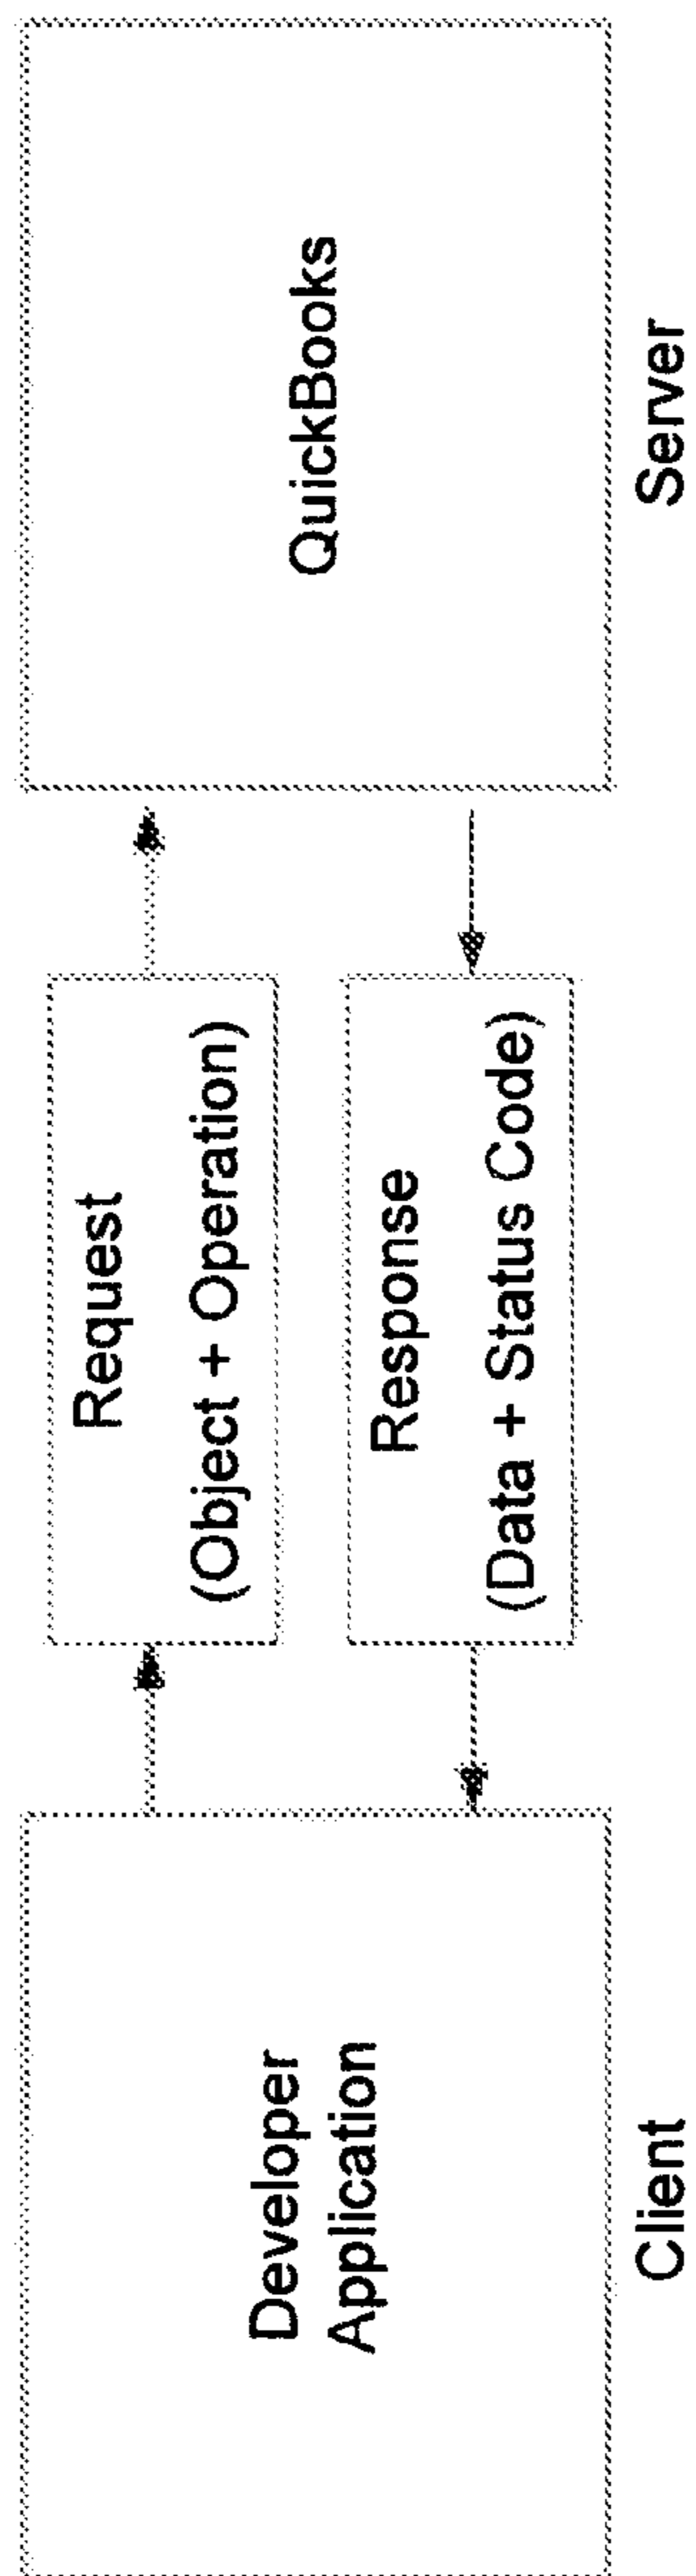 Developer
Application
Client
Request
(Object + Operation)
Response
(Data + Status Code)
QuickBooks
Server